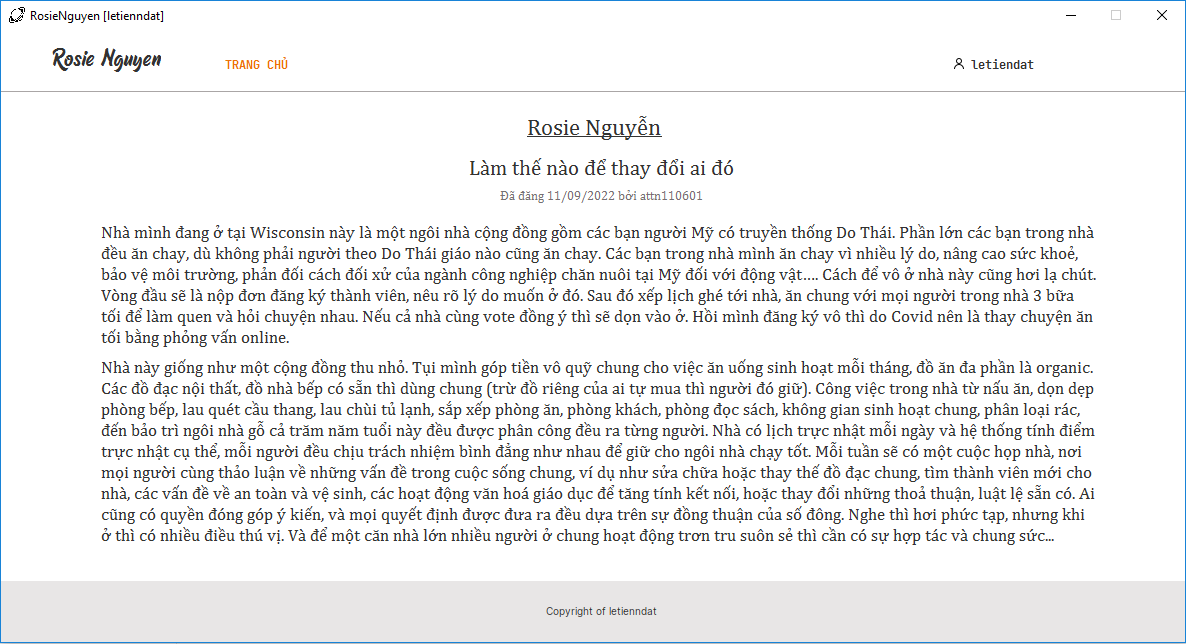 RosieNguyen [letienndat]
Rosie Nguyen
TRANG CHỦ
letiendat
Rosie Nguyễn
Làm thế nào để thay đổi ai đó
Đã đăng 11/09/2022 bởi attn110601
Nhà mình đang ở tại Wisconsin này là một ngôi nhà cộng đồng gồm các bạn người Mỹ có truyền thống Do Thái. Phần lớn các bạn trong nhà
đều ăn chay, dù không phải người theo Do Thái giáo nào cũng ăn chay. Các bạn trong nhà mình ăn chay vì nhiều lý do, nâng cao sức khoẻ,
bảo vệ môi trường, phản đối cách đối xử của ngành công nghiệp chăn nuôi tại Mỹ đối với động vật…. Cách để vô ở nhà này cũng hơi lạ chút.
Vòng đầu sẽ là nộp đơn đăng ký thành viên, nêu rõ lý do muốn ở đó. Sau đó xếp lịch ghé tới nhà, ăn chung với mọi người trong nhà 3 bữa
tối để làm quen và hỏi chuyện nhau. Nếu cả nhà cùng vote đồng ý thì sẽ dọn vào ở. Hồi mình đăng ký vô thì do Covid nên là thay chuyện ăn
tối bằng phỏng vấn online.
Nhà này giống như một cộng đồng thu nhỏ. Tụi mình góp tiền vô quỹ chung cho việc ăn uống sinh hoạt mỗi tháng, đồ ăn đa phần là organic.
Các đồ đạc nội thất, đồ nhà bếp có sẵn thì dùng chung (trừ đồ riêng của ai tự mua thì người đó giữ). Công việc trong nhà từ nấu ăn, dọn dẹp
phòng bếp, lau quét cầu thang, lau chùi tủ lạnh, sắp xếp phòng ăn, phòng khách, phòng đọc sách, không gian sinh hoạt chung, phân loại rác,
đến bảo trì ngôi nhà gỗ cả trăm năm tuổi này đều được phân công đều ra từng người. Nhà có lịch trực nhật mỗi ngày và hệ thống tính điểm
trực nhật cụ thể, mỗi người đều chịu trách nhiệm bình đẳng như nhau để giữ cho ngôi nhà chạy tốt. Mỗi tuần sẽ có một cuộc họp nhà, nơi
mọi người cùng thảo luận về những vấn đề trong cuộc sống chung, ví dụ như sửa chữa hoặc thay thế đồ đạc chung, tìm thành viên mới cho
nhà, các vấn đề về an toàn và vệ sinh, các hoạt động văn hoá giáo dục để tăng tính kết nối, hoặc thay đổi những thoả thuận, luật lệ sẵn có. Ai
cũng có quyền đóng góp ý kiến, và mọi quyết định được đưa ra đều dựa trên sự đồng thuận của số đông. Nghe thì hơi phức tạp, nhưng khi
ở thì có nhiều điều thú vị. Và để một căn nhà lớn nhiều người ở chung hoạt động trơn tru suôn sẻ thì cần có sự hợp tác và chung sức...
Copyright of letienndat